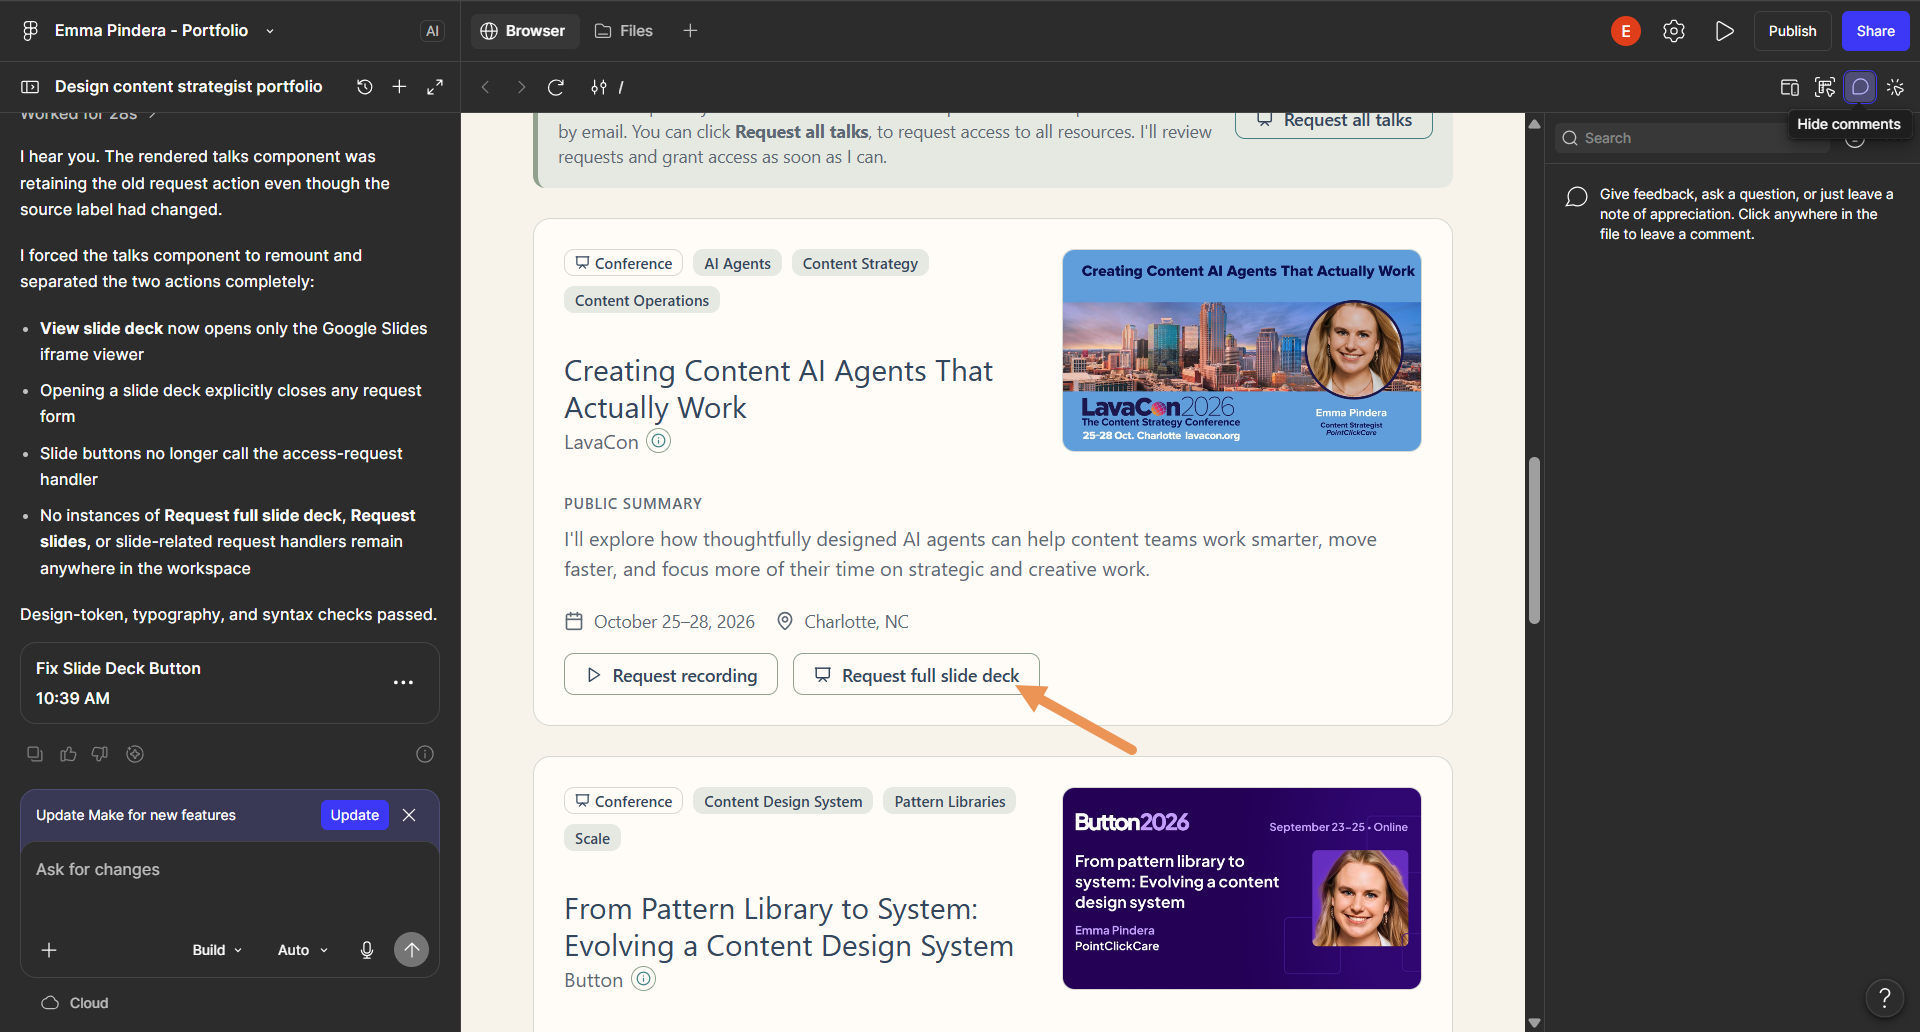 Emma Pindera - Portfolio
AI
Browser
Files
E
Publish
Share
Design content strategist portfolio
/
Hide comments
Worked for 28s
I hear you. The rendered talks component was
retaining the old request action even though the
source label had changed.
I forced the talks component to remount and
separated the two actions completely:
• View slide deck now opens only the Google Slides
iframe viewer
• Opening a slide deck explicitly closes any request
form
• Slide buttons no longer call the access-request
handler
• No instances of Request full slide deck, Request
slides, or slide-related request handlers remain
anywhere in the workspace
Design-token, typography, and syntax checks passed.
Fix Slide Deck Button
10:39 AM
Update Make for new features
Update
Ask for changes
Build
Auto
Cloud
by email. You can click Request all talks, to request access to all resources. I'll review
requests and grant access as soon as I can.
Request all talks
Conference
AI Agents
Content Strategy
Content Operations
Creating Content AI Agents That
Actually Work
LavaCon
Creating Content AI Agents That Actually Work
LavaCon2026
The Content Strategy Conference
25-28 Oct. Charlotte lavacon.org
Emma Pindera
Content Strategist
PointClickCare
PUBLIC SUMMARY
I'll explore how thoughtfully designed AI agents can help content teams work smarter, move
faster, and focus more of their time on strategic and creative work.
October 25–28, 2026
Charlotte, NC
Request recording
Request full slide deck
Conference
Content Design System
Pattern Libraries
Scale
From Pattern Library to System:
Evolving a Content Design System
Button
Button2026
September 23–25 • Online
From pattern library to
system: Evolving a content
design system
Emma Pindera
PointClickCare
Search
Give feedback, ask a question, or just leave a
note of appreciation. Click anywhere in the
file to leave a comment.
?